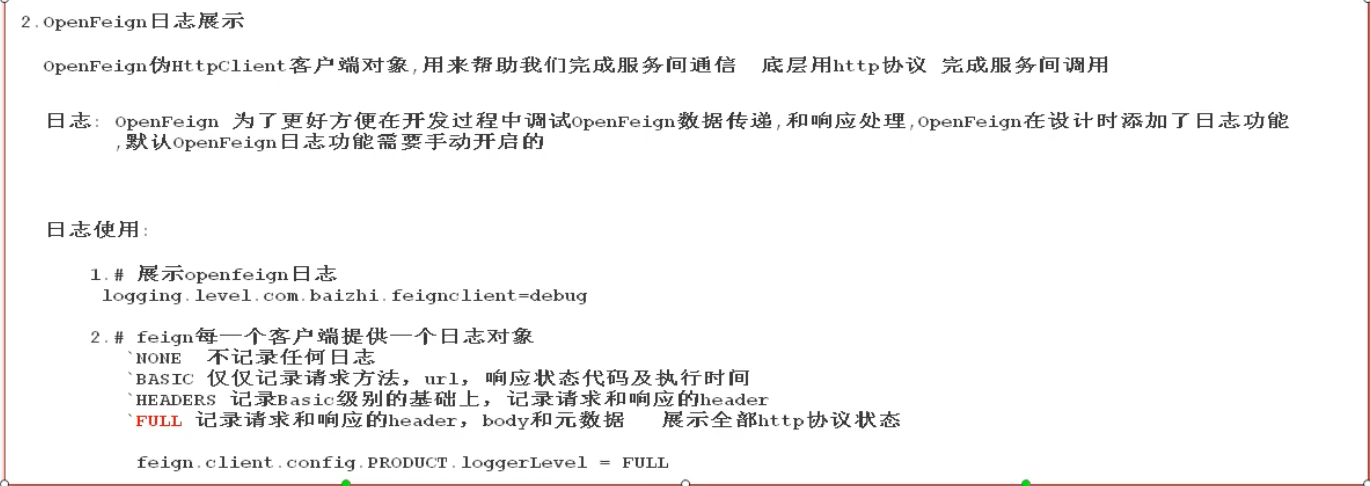 2.OpenFeign日志展示
OpenFeign伪HttpClient客户端对象,用来帮助我们完成服务间通信 底层用http协议 完成服务间调用
日志: OpenFeign 为了更好方便在开发过程中调试OpenFeign数据传递,和响应处理,OpenFeign在设计时添加了日志功能
,默认OpenFeign日志功能需要手动开启的
日志使用:
1.# 展示openfeign日志
logging.level.com.baizhi.feignclient=debug
2.# feign每一个客户端提供一个日志对象
`NONE 不记录任何日志
`BASIC 仅仅记录请求方法，url，响应状态代码及执行时间
`HEADERS 记录Basic级别的基础上，记录请求和响应的header
`FULL 记录请求和响应的header，body和元数据 展示全部http协议状态
feign.client.config.PRODUCT.loggerLevel = FULL